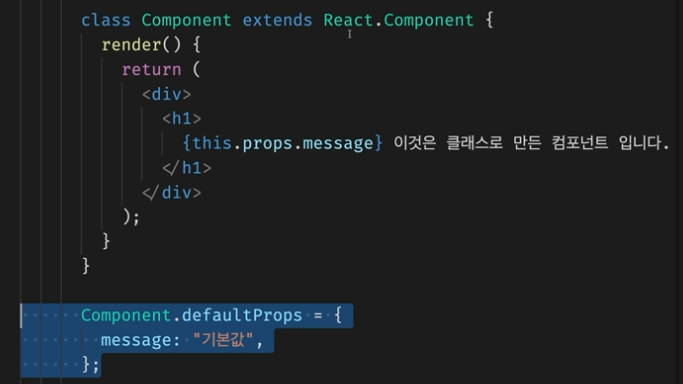 class Component extends React.Component {
render() {
return (
<div>
<h1>
{this.props.message} 이것은 클래스로 만든 컴포넌트 입니다.
</h1>
</div>
);
}
}
Component.defaultProps = {
message: "기본값",
};